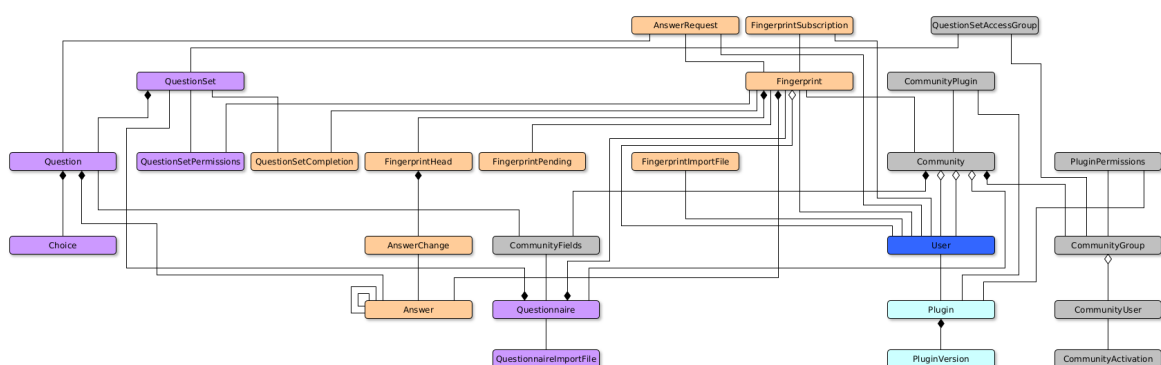 AnswerRequest
FingerprintSubscription
QuestionSetAccessGroup
QuestionSet
Fingerprint
CommunityPlugin
Question
QuestionSetPermissions
QuestionSetCompletion
FingerprintHead
FingerprintPending
FingerprintImportFile
Community
PluginPermissions
Choice
AnswerChange
CommunityFields
User
CommunityGroup
Answer
Questionnaire
Plugin
CommunityUser
QuestionnaireImportFile
PluginVersion
CommunityActivation